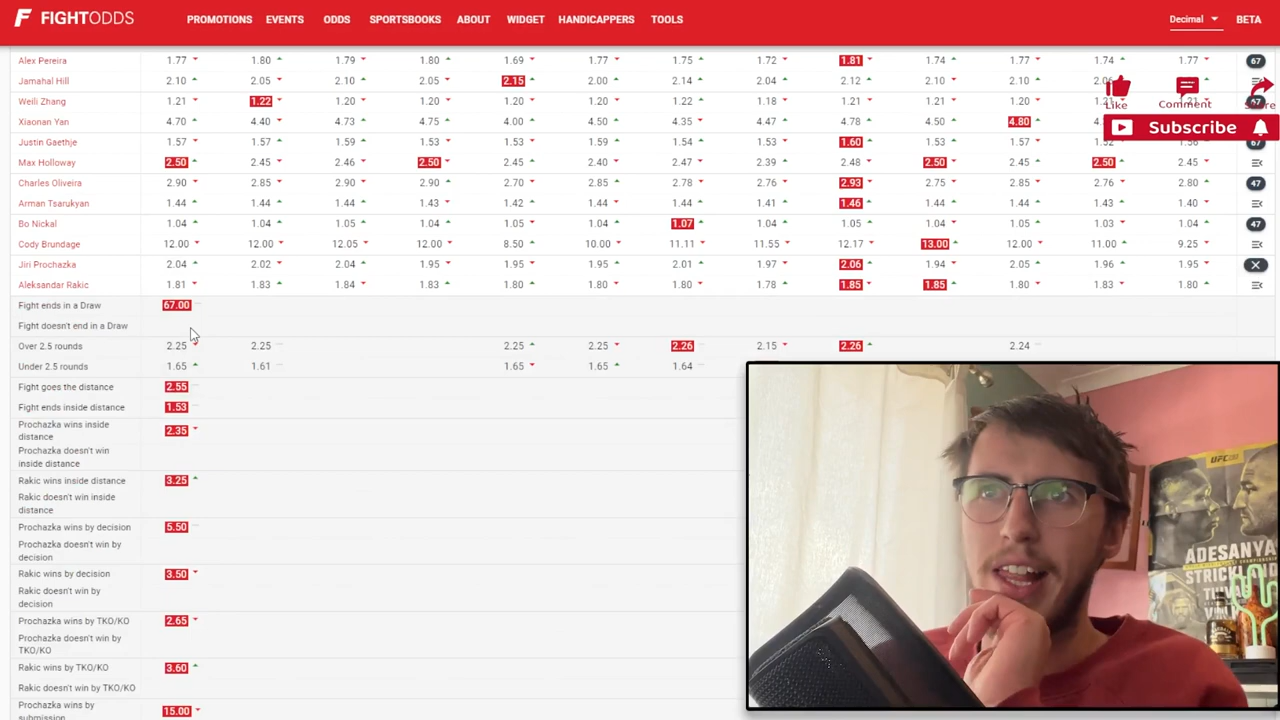 FIGHTODDS PROMOTIONS EVENTS ODDS SPORTSBOOKS ABOUT WIDGET HANDICAPPERS TOOLS Decimal BETA
Alex Pereira 1.77 1.80 1.79 1.80 1.69 1.77 1.75 1.72 1.81 1.74 1.77 1.74 1.77 67
Jamahal Hill 2.10 2.05 2.10 2.05 2.15 2.00 2.14 2.04 2.12 2.10 2.10
Like Comment Share
Weili Zhang 1.21 1.22 1.20 1.20 1.20 1.20 1.22 1.18 1.21 1.21 1.20
Xiaonan Yan 4.70 4.40 4.73 4.75 4.00 4.50 4.35 4.47 4.78 4.50 4.80
Subscribe
Justin Gaethje 1.57 1.57 1.57 1.53 1.53 1.59 1.54 1.53 1.60 1.53 1.57 67
Max Holloway 2.50 2.45 2.46 2.50 2.45 2.40 2.47 2.39 2.48 2.50 2.45 2.50 2.45
Charles Oliveira 2.90 2.85 2.90 2.90 2.70 2.85 2.78 2.76 2.93 2.75 2.85 2.76 2.80 47
Arman Tsarukyan 1.44 1.44 1.44 1.43 1.42 1.44 1.44 1.41 1.46 1.44 1.44 1.43 1.40
Bo Nickal 1.04 1.04 1.05 1.04 1.05 1.04 1.07 1.04 1.05 1.04 1.05 1.03 1.04 47
Cody Brundage 12.00 12.00 12.05 12.00 8.50 10.00 11.11 11.55 12.17 13.00 12.00 11.00 9.25
Jiri Prochazka 2.04 2.02 2.04 1.95 1.95 1.95 2.01 1.97 2.06 1.94 2.05 1.96 1.95
Aleksandar Rakic 1.81 1.83 1.84 1.83 1.80 1.80 1.80 1.78 1.85 1.85 1.80 1.83 1.80
Fight ends in a Draw 67.00
Fight doesn't end in a Draw
Over 2.5 rounds 2.25 2.25 2.25 2.25 2.26 2.15 2.26 2.24
Under 2.5 rounds 1.65 1.61 1.65 1.65 1.64
Fight goes the distance 2.55
Fight ends inside distance 1.53
Prochazka wins inside
distance 2.35
Prochazka doesn't win
inside distance
Rakic wins inside distance 3.25
Rakic doesn't win inside
distance
Prochazka wins by decision 5.50
Prochazka doesn't win by
decision
Rakic wins by decision 3.50
Rakic doesn't win by
decision
Prochazka wins by TKO/KO 2.65
Prochazka doesn't win by
TKO/KO
Rakic wins by TKO/KO 3.60
Rakic doesn't win by TKO/KO
Prochazka wins by
submission 15.00
UFC
ADESANYA
STRICKLAND